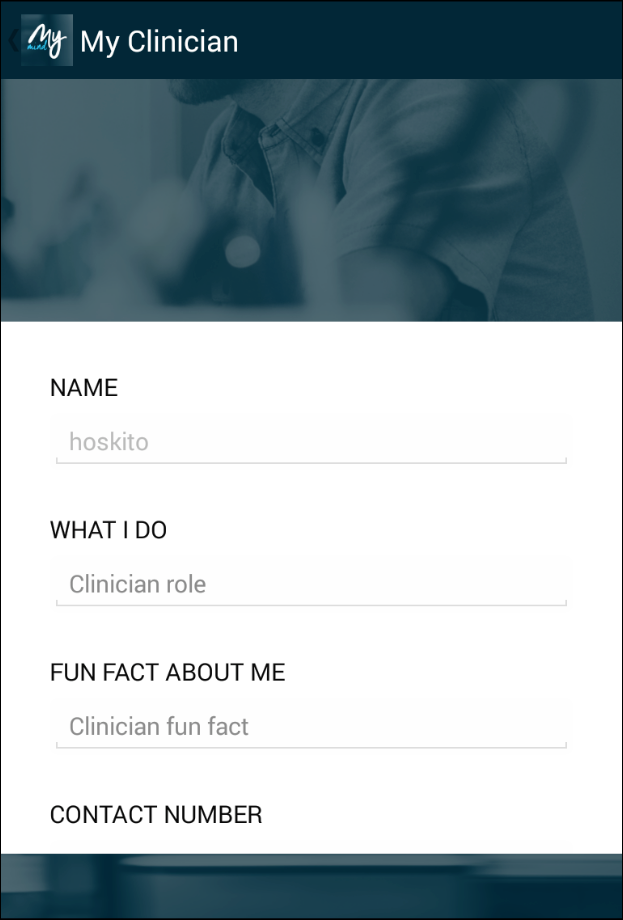 My
mind
My Clinician
NAME
hoskito
WHAT I DO
Clinician role
FUN FACT ABOUT ME
Clinician fun fact
CONTACT NUMBER